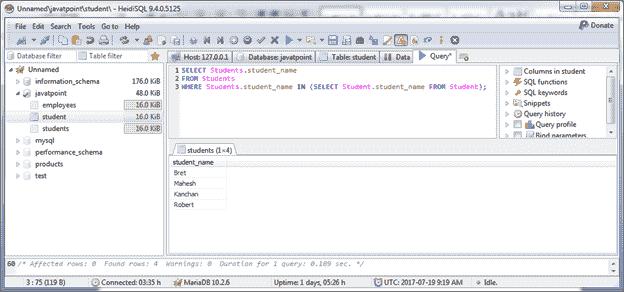 Unnamed\javatpoint\student\ - HeidiSQL 9.4.0.5125
File Edit Search Tools Go to Help
Donate
Database filter Table filter
Host: 127.0.0.1 Database: javatpoint Table: student Data Query*
Unnamed
information_schema 176.0 KiB
javatpoint 48.0 KiB
employees 16.0 KiB
student 16.0 KiB
students 16.0 KiB
mysql
performance_schema
products
test
1 SELECT Students.student_name
2 FROM Students
3 WHERE Students.student_name IN (SELECT Student.student_name FROM Student);
Columns in student
SQL functions
SQL keywords
Snippets
Query history
Query profile
Bind parameters
students (1×4)
student_name
Bret
Mahesh
Kanchan
Robert
60 /* Affected rows: 0 Found rows: 4 Warnings: 0 Duration for 1 query: 0.109 sec. */
3 : 75 (119 B) Connected: 03:35 h MariaDB 10.2.6 Uptime: 1 days, 05:26 h UTC: 2017-07-19 9:19 AM Idle.